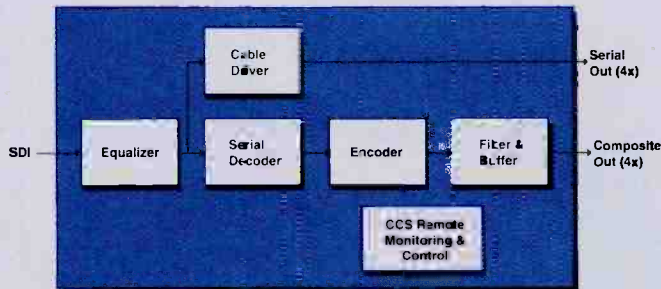 Cable
Driver
Serial
Out (4x)
SDI
Equalizer
Serial
Decoder
Encoder
Filter &
Buffer
Composite
Out (4x)
CCS Remote
Monitoring &
Control